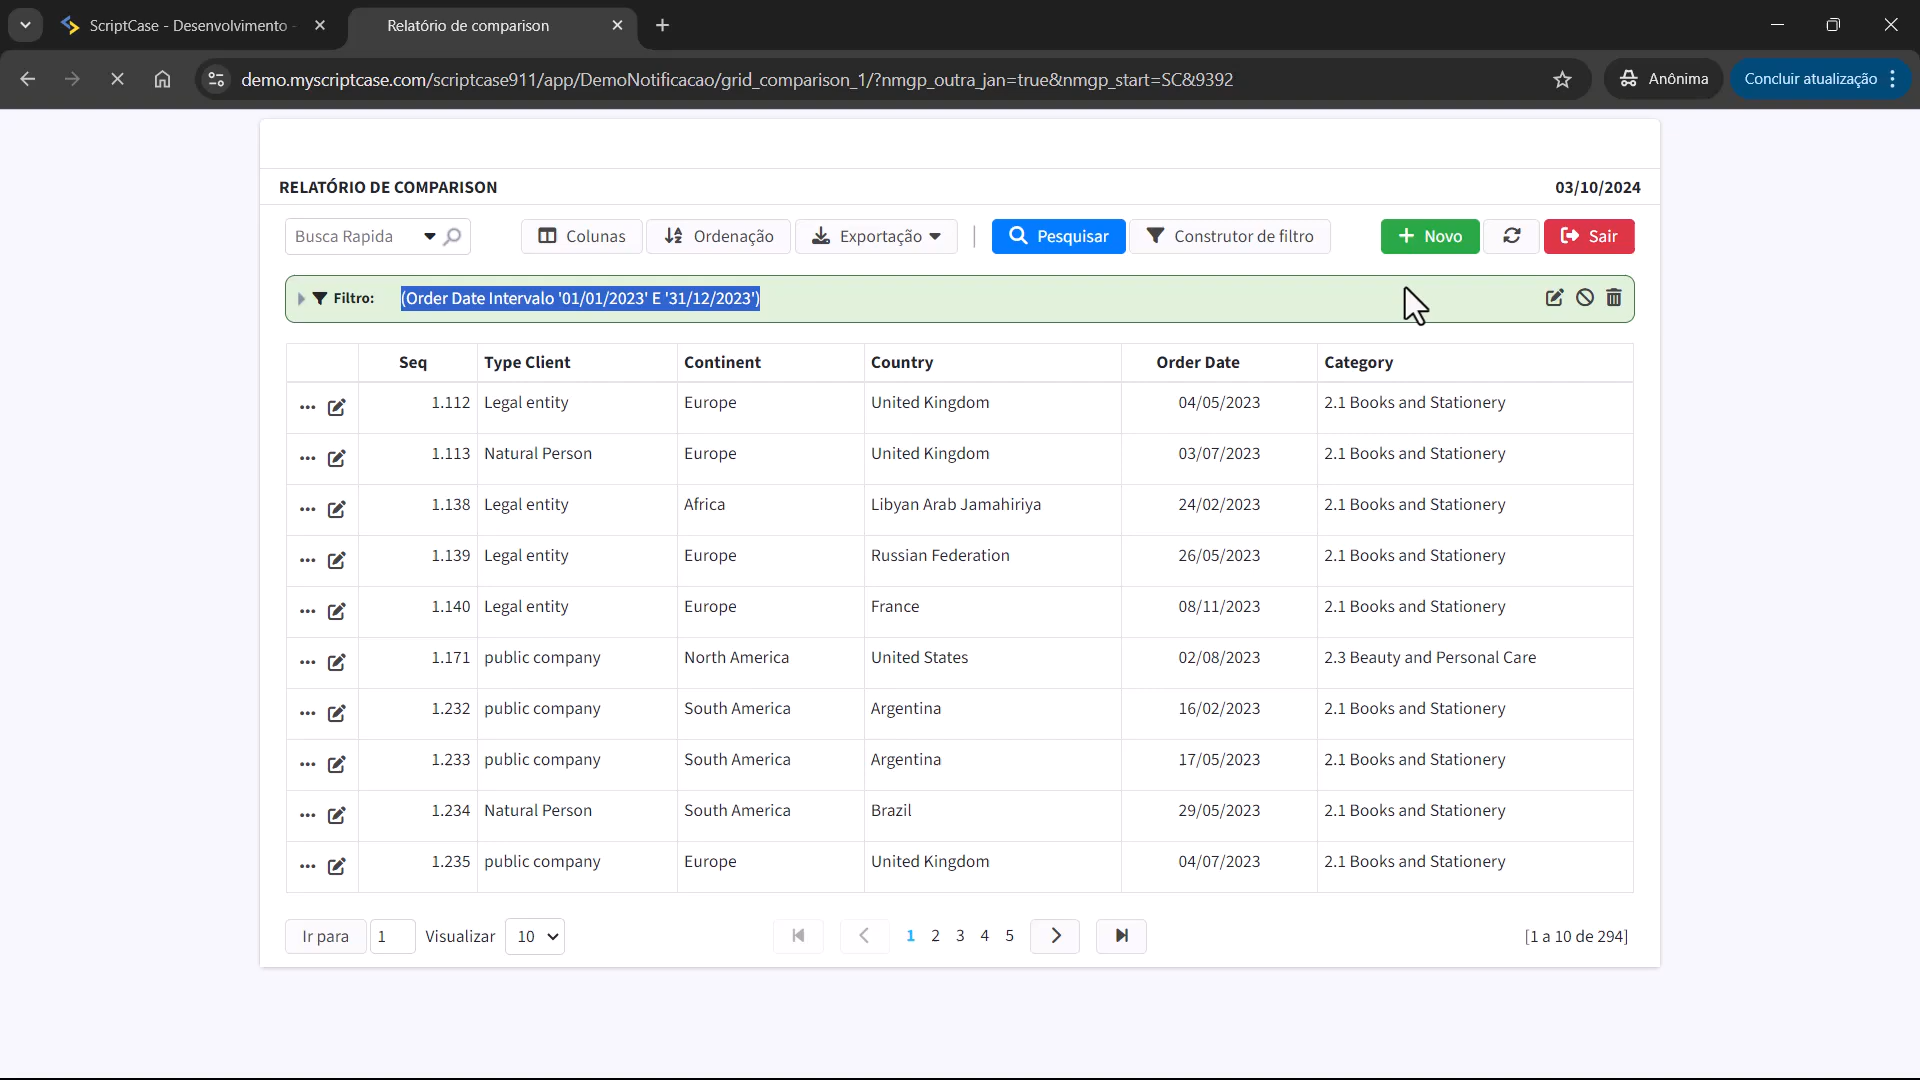 ScriptCase - Desenvolvimento -
Relatório de comparison
demo.myscriptcase.com/scriptcase911/app/DemoNotificacao/grid_comparison_1/?nmgp_outra_jan=true&nmgp_start=SC&9392
Anônima
Concluir atualização
RELATÓRIO DE COMPARISON 03/10/2024
Busca Rapida Colunas Ordenação Exportação Pesquisar Construtor de filtro Novo Sair
Filtro: (Order Date Intervalo '01/01/2023' E '31/12/2023')
Seq Type Client Continent Country Order Date Category
1.112 Legal entity Europe United Kingdom 04/05/2023 2.1 Books and Stationery
1.113 Natural Person Europe United Kingdom 03/07/2023 2.1 Books and Stationery
1.138 Legal entity Africa Libyan Arab Jamahiriya 24/02/2023 2.1 Books and Stationery
1.139 Legal entity Europe Russian Federation 26/05/2023 2.1 Books and Stationery
1.140 Legal entity Europe France 08/11/2023 2.1 Books and Stationery
1.171 public company North America United States 02/08/2023 2.3 Beauty and Personal Care
1.232 public company South America Argentina 16/02/2023 2.1 Books and Stationery
1.233 public company South America Argentina 17/05/2023 2.1 Books and Stationery
1.234 Natural Person South America Brazil 29/05/2023 2.1 Books and Stationery
1.235 public company Europe United Kingdom 04/07/2023 2.1 Books and Stationery
Ir para 1 Visualizar 10 1 2 3 4 5 [1 a 10 de 294]